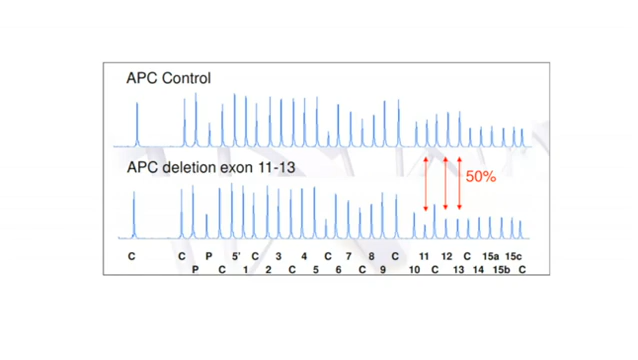 APC Control
APC deletion exon 11-13
50%
C C P 5' C 3 4 C 7 8 C 11 12 C 15a 15c
P C 1 2 C 5 6 C 9 10 C 13 14 15b C